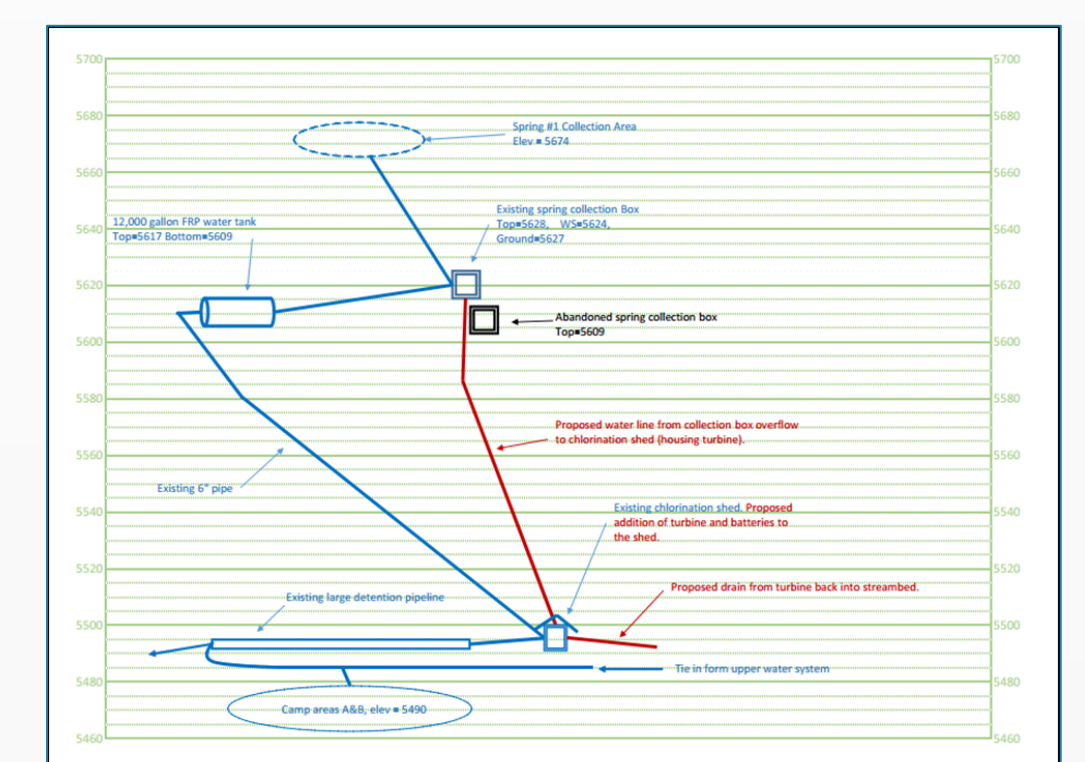 5700
5700
5680
5680
Spring #1 Collection Area
Elev = 5674
5660
5660
Existing spring collection Box
Top=5628, WS=5624,
Ground=5627
12,000 gallon FRP water tank
Top=5617 Bottom=5609
5640
5640
5620
5620
Abandoned spring collection box
Top=5609
5600
5600
5580
5580
Proposed water line from collection box overflow
to chlorination shed (housing turbine).
5560
5560
Existing 6" pipe
5540
5540
Existing chlorination shed. Proposed
addition of turbine and batteries to
the shed.
5520
5520
Proposed drain from turbine back into streambed.
Existing large detention pipeline
5500
5500
Tie in form upper water system
5480
5480
Camp areas A&B, elev = 5490
5460
5460